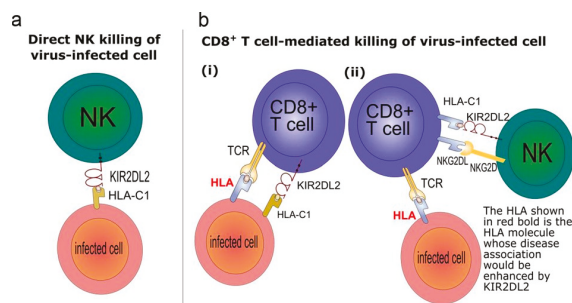 a
Direct NK killing of
virus-infected cell
NK
KIR2DL2
HLA-C1
infected cell
b
CD8+ T cell-mediated killing of virus-infected cell
(i)
CD8+
T cell
TCR
HLA
KIR2DL2
HLA-C1
infected cell
(ii)
CD8+
T cell
HLA-C1
KIR2DL2
NKG2DL
NKG2D
NK
TCR
HLA
infected cell
The HLA shown
in red bold is the
HLA molecule
whose disease
association
would be
enhanced by
KIR2DL2